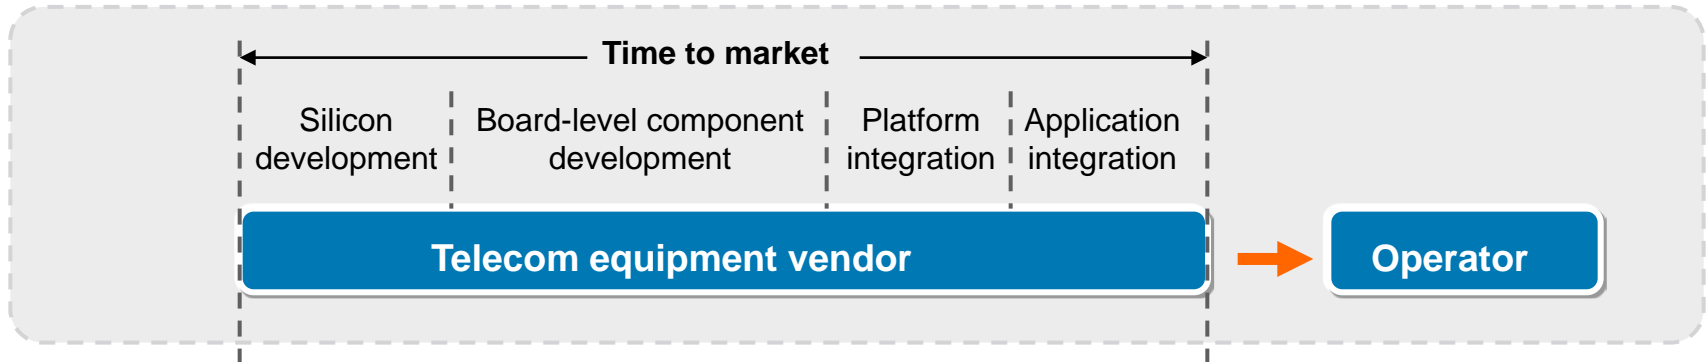 Time to market
Silicon
development
Board-level component
development
Platform
integration
Application
integration
Telecom equipment vendor
Operator